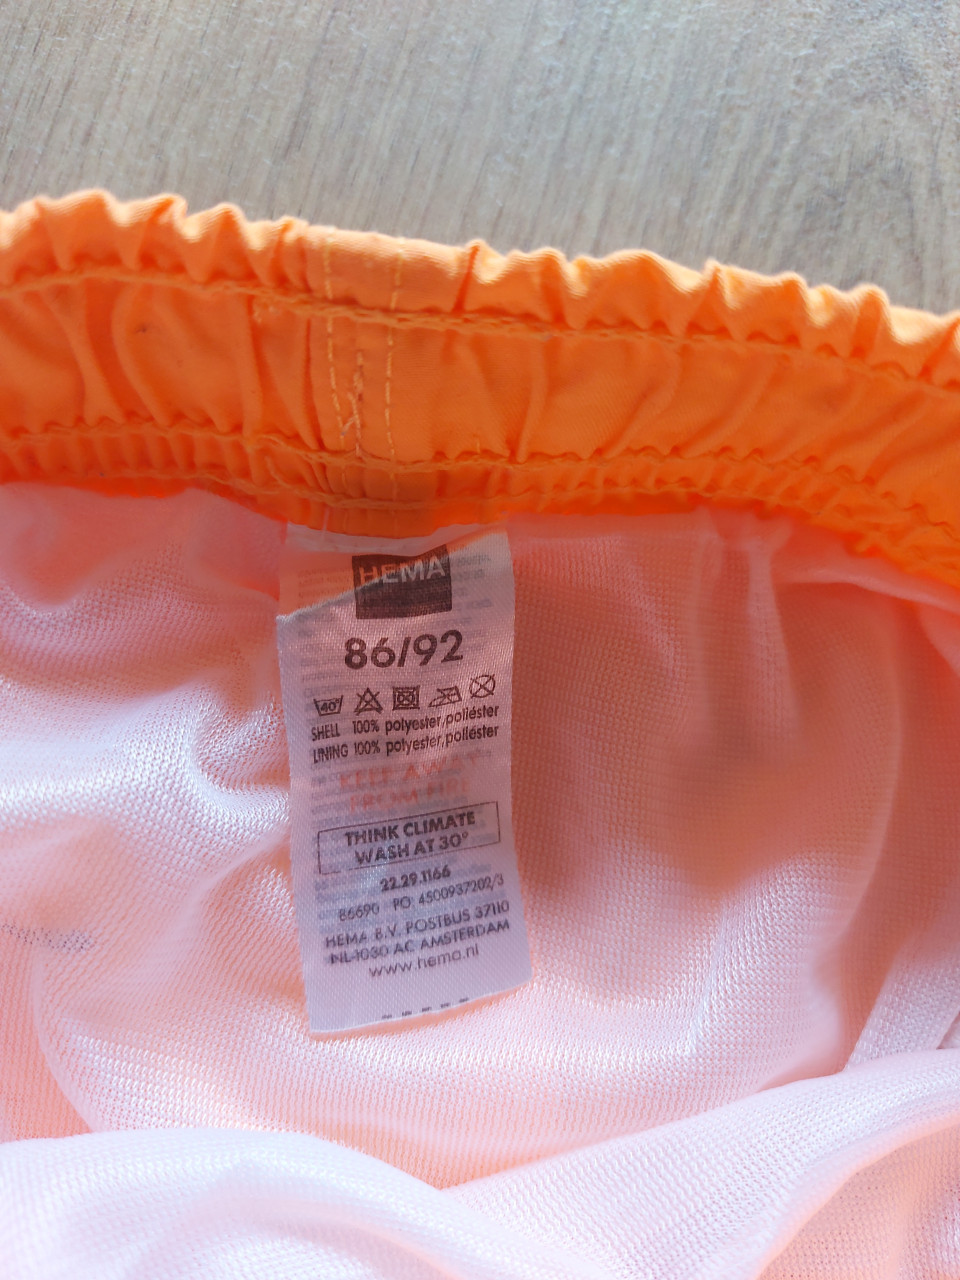 HEMA
86/92
40°
SHELL 100% polyester, poliéster
LINING 100% polyester, poliéster
KEEP AWAY
FROM FIRE
THINK CLIMATE
WASH AT 30°
22.29.1166
86690 PO: 4500937202/3
HEMA B.V. POSTBUS 37110
NL-1030 AC AMSTERDAM
www.hema.nl